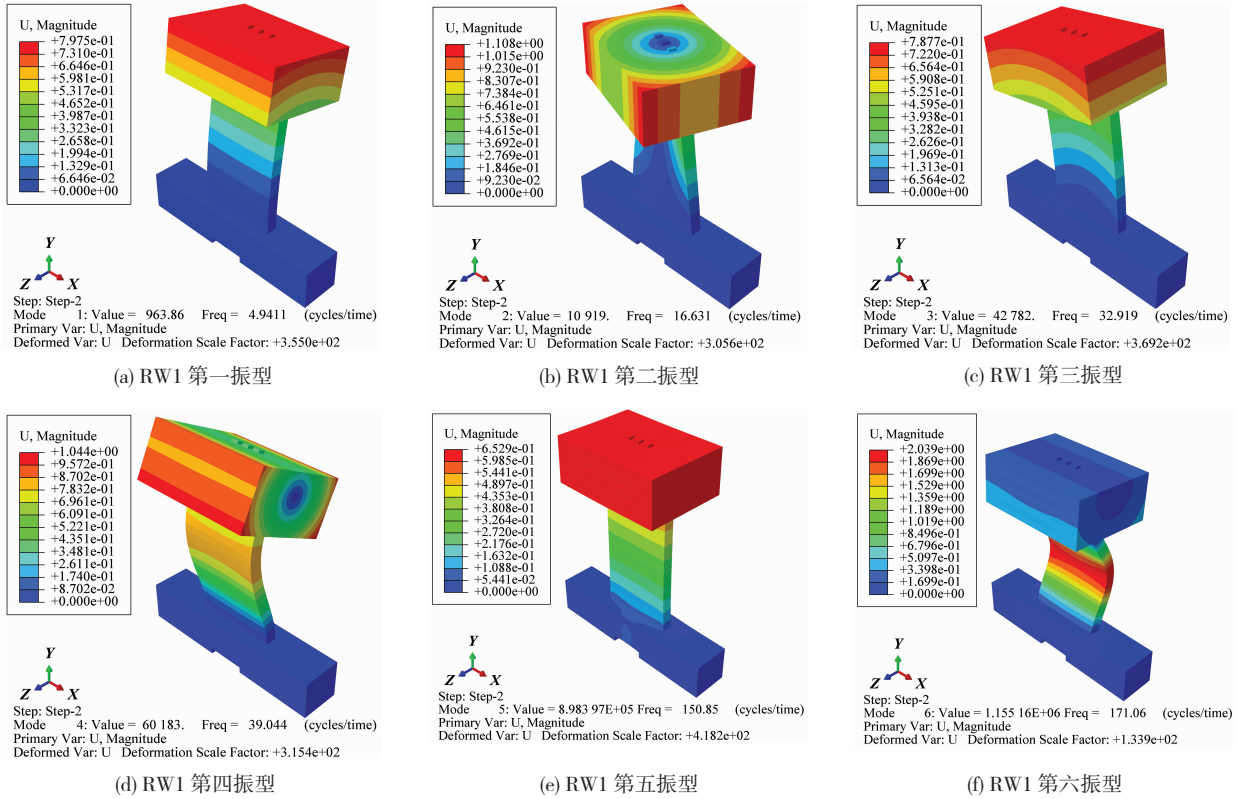 U, Magnitude
+7.975e-01
+7.310e-01
+6.646e-01
+5.981e-01
+5.317e-01
+4.652e-01
+3.987e-01
+3.323e-01
+2.658e-01
+1.994e-01
+1.329e-01
+6.646e-02
+0.000e+00
Y
Z X
Step: Step-2
Mode 1: Value = 963.86 Freq = 4.9411 (cycles/time)
Primary Var: U, Magnitude
Deformed Var: U Deformation Scale Factor: +3.550e+02
(a) RW1 第一振型
U, Magnitude
+1.108e+00
+1.015e+00
+9.230e-01
+8.307e-01
+7.384e-01
+6.461e-01
+5.538e-01
+4.615e-01
+3.692e-01
+2.769e-01
+1.846e-01
+9.230e-02
+0.000e+00
Y
Z X
Step: Step-2
Mode 2: Value = 10 919. Freq = 16.631 (cycles/time)
Primary Var: U, Magnitude
Deformed Var: U Deformation Scale Factor: +3.056e+02
(b) RW1 第二振型
U, Magnitude
+7.877e-01
+7.220e-01
+6.564e-01
+5.908e-01
+5.251e-01
+4.595e-01
+3.938e-01
+3.282e-01
+2.626e-01
+1.969e-01
+1.313e-01
+6.564e-02
+0.000e+00
Y
Z X
Step: Step-2
Mode 3: Value = 42 782. Freq = 32.919 (cycles/time)
Primary Var: U, Magnitude
Deformed Var: U Deformation Scale Factor: +3.692e+02
(c) RW1 第三振型
U, Magnitude
+1.044e+00
+9.572e-01
+8.702e-01
+7.832e-01
+6.961e-01
+6.091e-01
+5.221e-01
+4.351e-01
+3.481e-01
+2.611e-01
+1.740e-01
+8.702e-02
+0.000e+00
Y
Z X
Step: Step-2
Mode 4: Value = 60 183. Freq = 39.044 (cycles/time)
Primary Var: U, Magnitude
Deformed Var: U Deformation Scale Factor: +3.154e+02
(d) RW1 第四振型
U, Magnitude
+6.529e-01
+5.985e-01
+5.441e-01
+4.897e-01
+4.353e-01
+3.808e-01
+3.264e-01
+2.720e-01
+2.176e-01
+1.632e-01
+1.088e-01
+5.441e-02
+0.000e+00
Y
Z X
Step: Step-2
Mode 5: Value = 8.983 97E+05 Freq = 150.85 (cycles/time)
Primary Var: U, Magnitude
Deformed Var: U Deformation Scale Factor: +4.182e+02
(e) RW1 第五振型
U, Magnitude
+2.039e+00
+1.869e+00
+1.699e+00
+1.529e+00
+1.359e+00
+1.189e+00
+1.019e+00
+8.496e-01
+6.796e-01
+5.097e-01
+3.398e-01
+1.699e-01
+0.000e+00
Y
Z X
Step: Step-2
Mode 6: Value = 1.155 16E+06 Freq = 171.06 (cycles/time)
Primary Var: U, Magnitude
Deformed Var: U Deformation Scale Factor: +1.339e+02
(f) RW1 第六振型